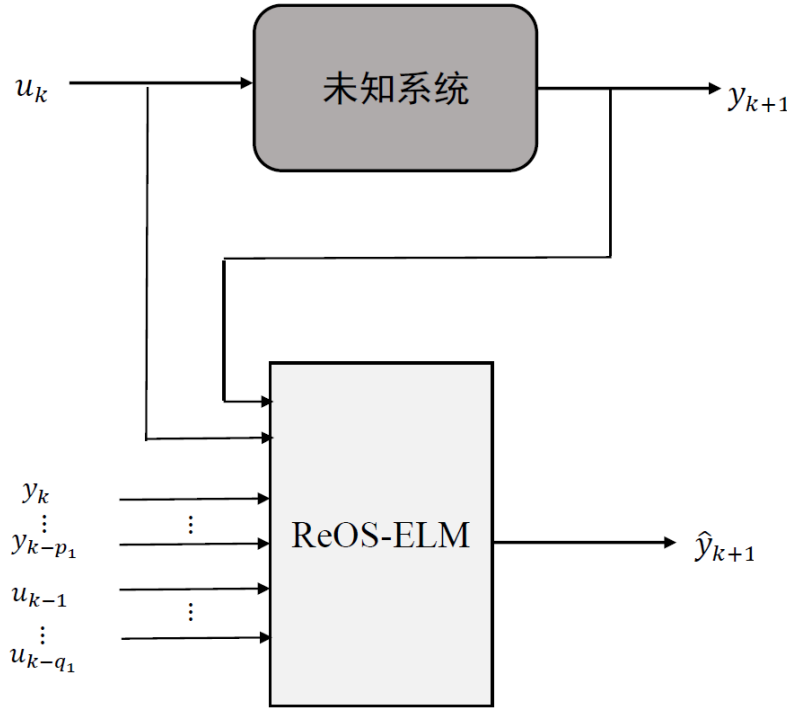 u_k
未知系统
y_{k+1}
y_k
⋮
⋮
y_{k-p_1}
u_{k-1}
⋮
⋮
u_{k-q_1}
ReOS-ELM
ŷ_{k+1}